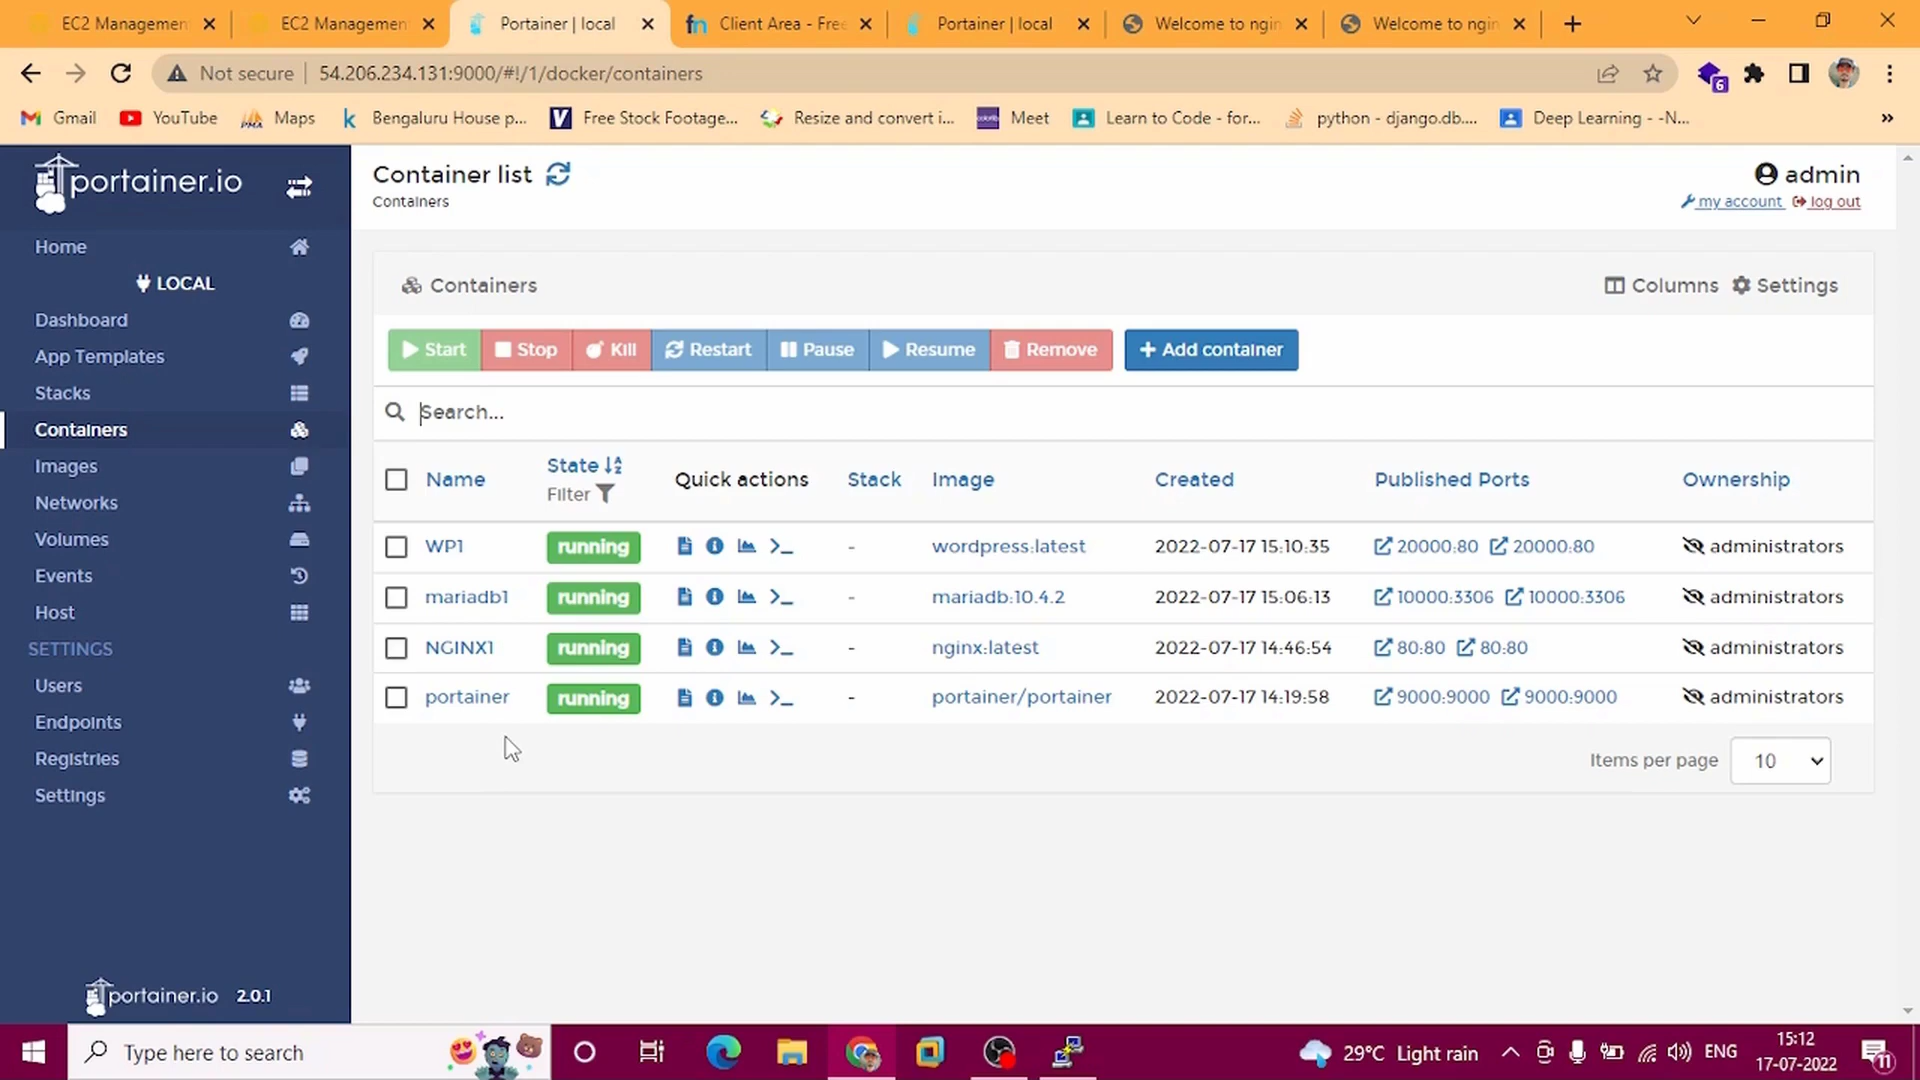 EC2 Managemen
EC2 Managemen
Portainer | local
Client Area - Free
Portainer | local
Welcome to ngin
Welcome to ngin
Not secure
54.206.234.131:9000/#!/1/docker/containers
6
Gmail
YouTube
Maps
Bengaluru House p...
Free Stock Footage...
Resize and convert i...
Meet
Learn to Code - for...
python - django.db....
Deep Learning - -N...
»
portainer.io
Home
LOCAL
Dashboard
App Templates
Stacks
Containers
Images
Networks
Volumes
Events
Host
SETTINGS
Users
Endpoints
Registries
Settings
portainer.io 2.0.1
Container list
Containers
admin
my account log out
Containers
Columns Settings
Start Stop Kill Restart Pause Resume Remove + Add container
Search...
Name State Filter Quick actions Stack Image Created Published Ports Ownership
WP1 running - wordpress:latest 2022-07-17 15:10:35 20000:80 20000:80 administrators
mariadb1 running - mariadb:10.4.2 2022-07-17 15:06:13 10000:3306 10000:3306 administrators
NGINX1 running - nginx:latest 2022-07-17 14:46:54 80:80 80:80 administrators
portainer running - portainer/portainer 2022-07-17 14:19:58 9000:9000 9000:9000 administrators
Items per page 10
Type here to search
29°C Light rain
ENG
15:12
17-07-2022
11